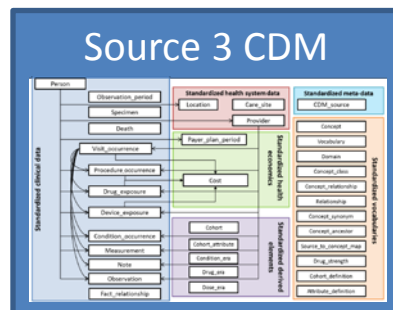 Source 3 CDM
Person
Standardized clinical data
Observation_period
Specimen
Death
Visit_occurrence
Procedure_occurrence
Drug_exposure
Device_exposure
Condition_occurrence
Measurement
Note
Observation
Fact_relationship
Standardized health system data
Location
Care_site
Provider
Payer_plan_period
Cost
Standardized health
economics
Cohort
Cohort_attribute
Condition_era
Drug_era
Dose_era
Standardized derived
elements
Standardized meta-data
CDM_source
Concept
Vocabulary
Domain
Concept_class
Concept_relationship
Relationship
Concept_synonym
Concept_ancestor
Source_to_concept_map
Drug_strength
Cohort_definition
Attribute_definition
Standardized vocabularies